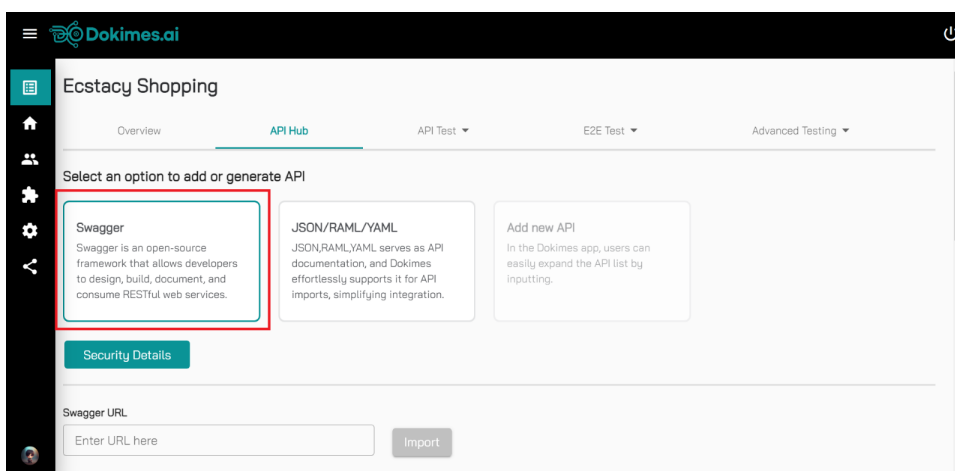 Dokimes.ai
Ecstacy Shopping
Overview
API Hub
API Test
E2E Test
Advanced Testing
Select an option to add or generate API
Swagger
Swagger is an open-source
framework that allows developers
to design, build, document, and
consume RESTful web services.
JSON/RAML/YAML
JSON,RAML,YAML serves as API
documentation, and Dokimes
effortlessly supports it for API
imports, simplifying integration.
Add new API
In the Dokimes app, users can
easily expand the API list by
inputting.
Security Details
Swagger URL
Enter URL here
Import